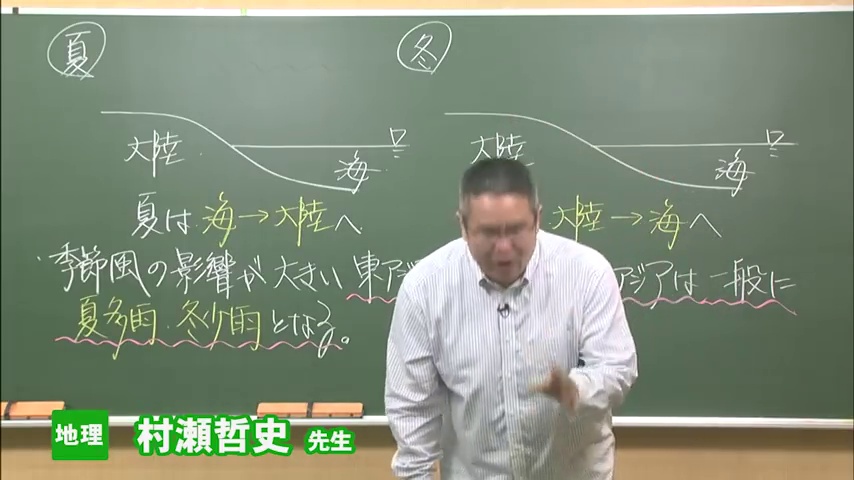 夏
冬
大陸
海
大陸
海
夏は 海→大陸へ
大陸→海へ
季節風の影響が大きい 東アジ
アジアは一般に
夏多雨、冬少雨となる。
地理 村瀬哲史 先生